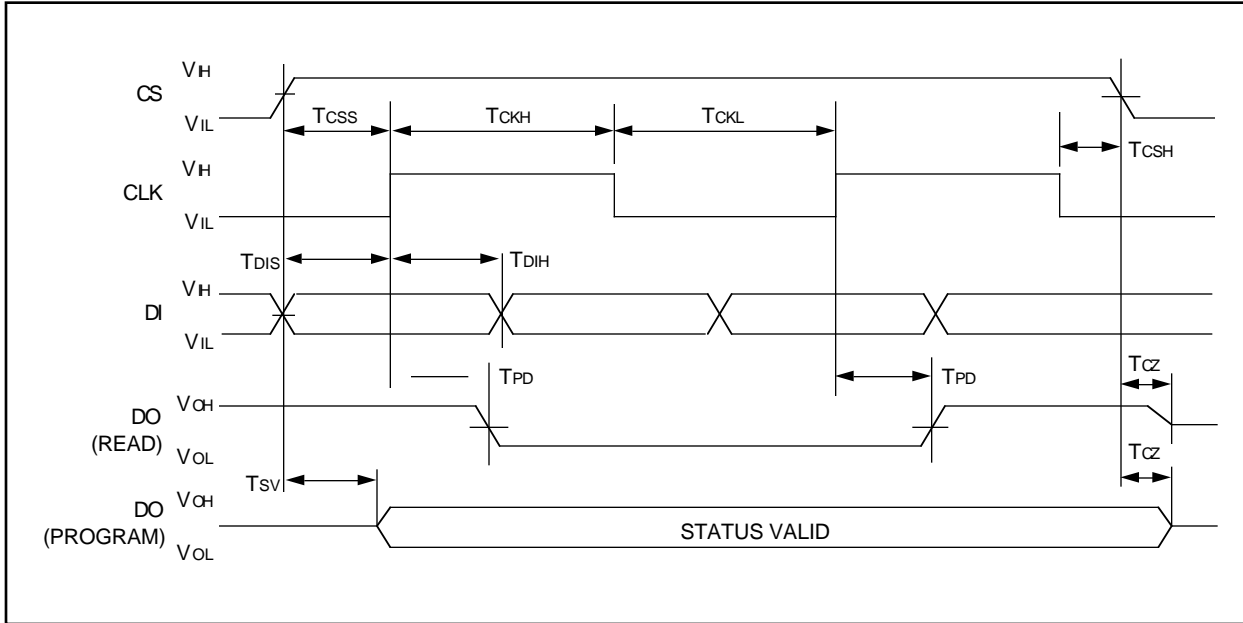 VIH
CS
VIL
TCSS
TCKH
TCKL
TCSH
VIH
CLK
VIL
TDIS
TDIH
VIH
DI
VIL
TPD
TPD
TCZ
VOH
DO
(READ)
VOL
TCZ
TSV
VOH
DO
(PROGRAM)
VOL
STATUS VALID